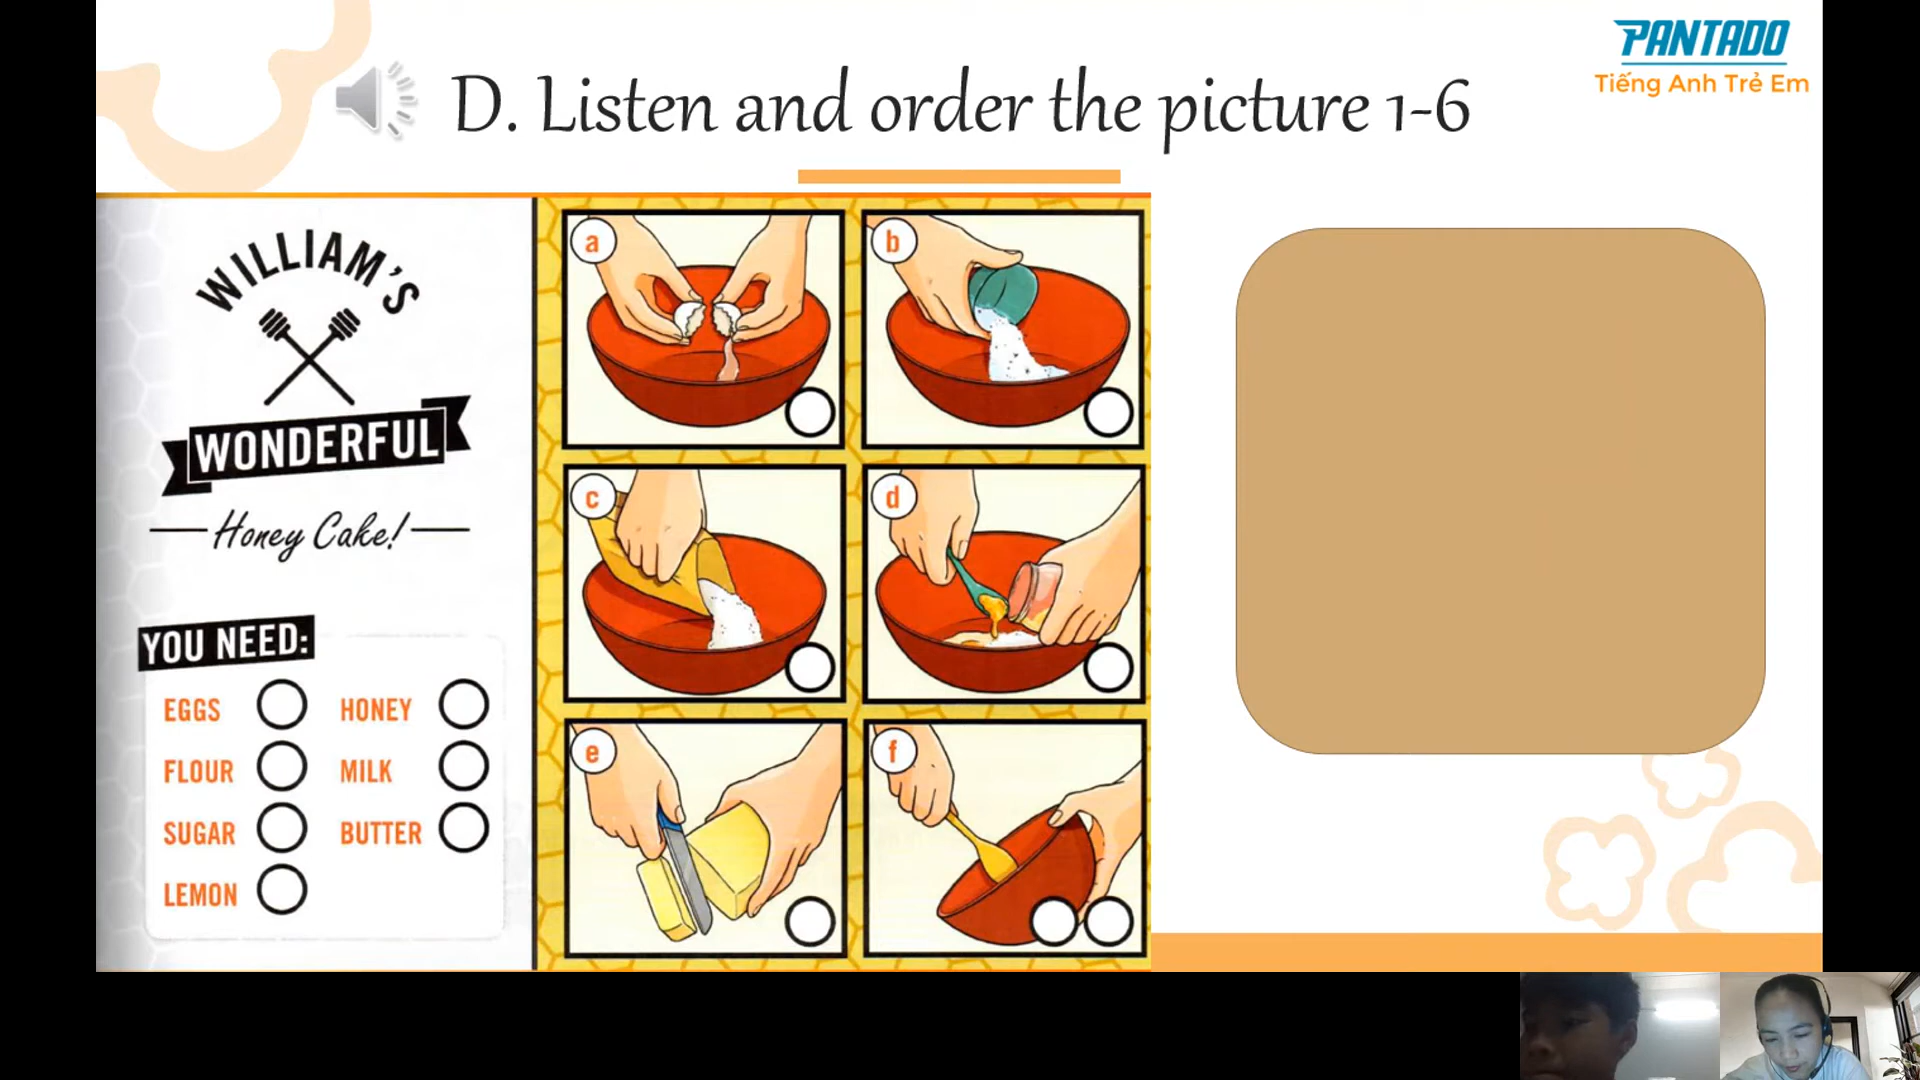 D. Listen and order the picture 1-6
PANTADO
Tiếng Anh Trẻ Em
WILLIAM'S
WONDERFUL
Honey Cake!
YOU NEED:
EGGS
HONEY
FLOUR
MILK
SUGAR
BUTTER
LEMON
a
b
c
d
e
f